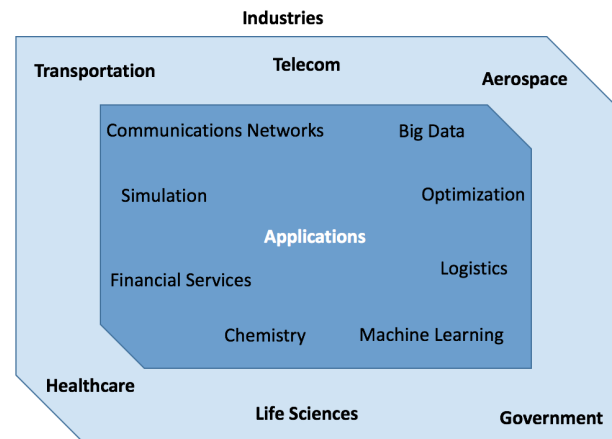 Industries
Transportation
Telecom
Aerospace
Communications Networks
Big Data
Simulation
Optimization
Applications
Financial Services
Logistics
Chemistry
Machine Learning
Healthcare
Life Sciences
Government